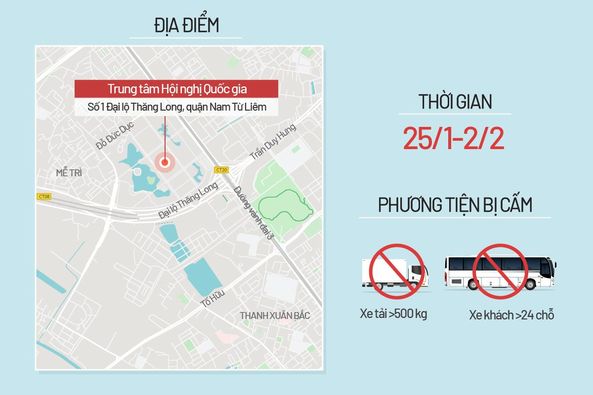 ĐỊA ĐIỂM
Trung tâm Hội nghị Quốc gia
Số 1 Đại lộ Thăng Long, quận Nam Từ Liêm
Đỗ Đức Dục
MỄ TRÌ
CT20
Trần Duy Hưng
CT08
Đại lộ Thăng Long
Đường vành đai 3
Tố Hữu
THANH XUÂN BẮC
THỜI GIAN
25/1-2/2
PHƯƠNG TIỆN BỊ CẤM
Xe tải >500 kg
Xe khách >24 chỗ